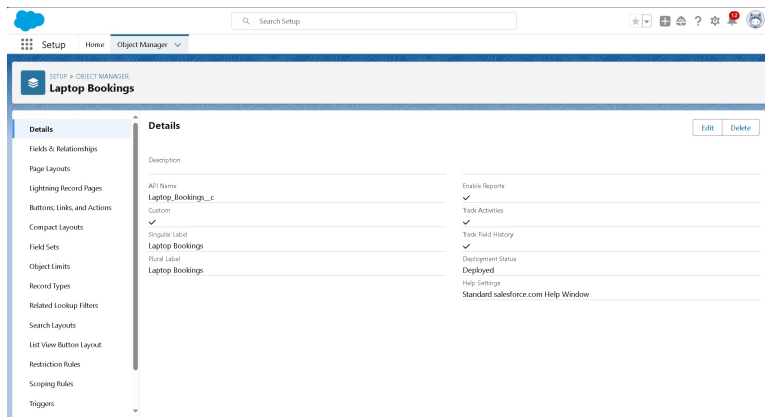 Search Setup
12
Setup
Home
Object Manager
SETUP > OBJECT MANAGER
Laptop Bookings
Details
Fields & Relationships
Page Layouts
Lightning Record Pages
Buttons, Links, and Actions
Compact Layouts
Field Sets
Object Limits
Record Types
Related Lookup Filters
Search Layouts
List View Button Layout
Restriction Rules
Scoping Rules
Triggers
Details
Edit
Delete
Description
API Name
Laptop_Bookings__c
Custom
Singular Label
Laptop Bookings
Plural Label
Laptop Bookings
Enable Reports
Track Activities
Track Field History
Deployment Status
Deployed
Help Settings
Standard salesforce.com Help Window